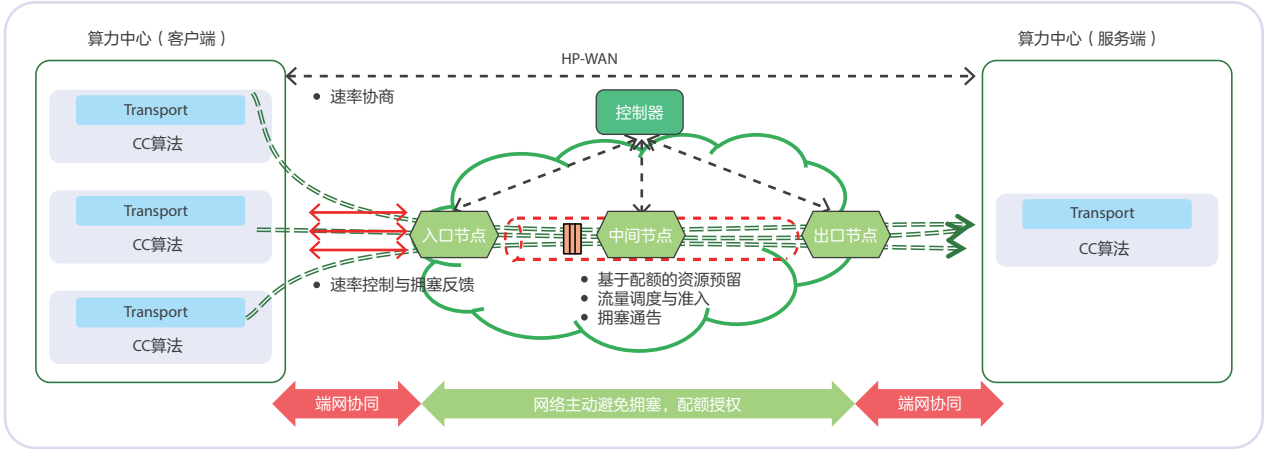 算力中心（客户端）
HP-WAN
算力中心（服务端）
速率协商
控制器
Transport
CC算法
Transport
CC算法
Transport
CC算法
入口节点
中间节点
出口节点
Transport
CC算法
速率控制与拥塞反馈
基于配额的资源预留
流量调度与准入
拥塞通告
端网协同
网络主动避免拥塞，配额授权
端网协同